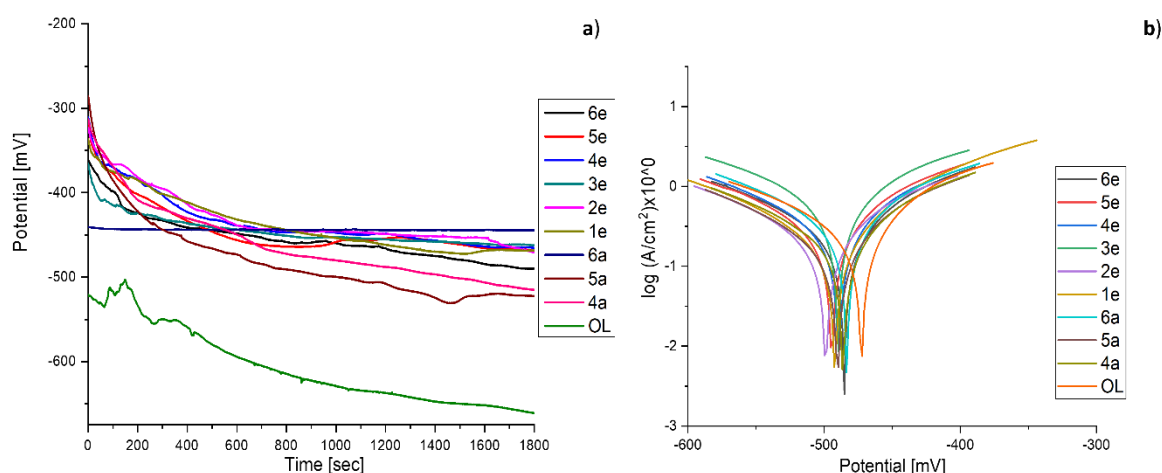 a)
-200
-300
-400
-500
-600
Potential [mV]
0 200 400 600 800 1000 1200 1400 1600 1800
Time [sec]
6e
5e
4e
3e
2e
1e
6a
5a
4a
OL
b)
1
0
-1
-2
-3
log (A/cm²)x10^0
-600 -500 -400 -300
Potential [mV]
6e
5e
4e
3e
2e
1e
6a
5a
4a
OL